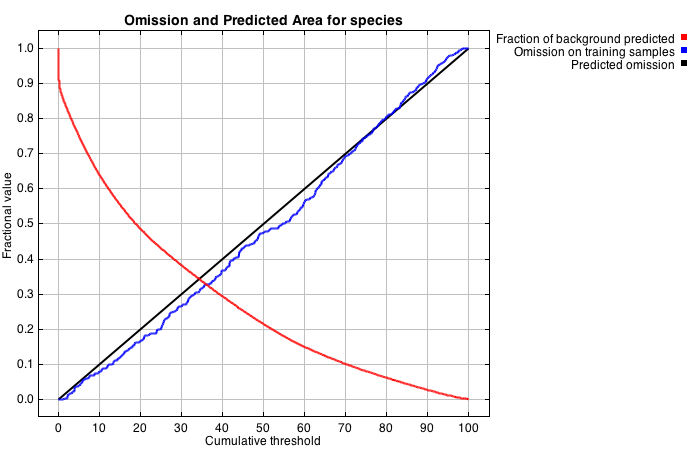 Omission and Predicted Area for species
Fraction of background predicted
Omission on training samples
Predicted omission
Fractional value
1.0
0.9
0.8
0.7
0.6
0.5
0.4
0.3
0.2
0.1
0.0
0 10 20 30 40 50 60 70 80 90 100
Cumulative threshold